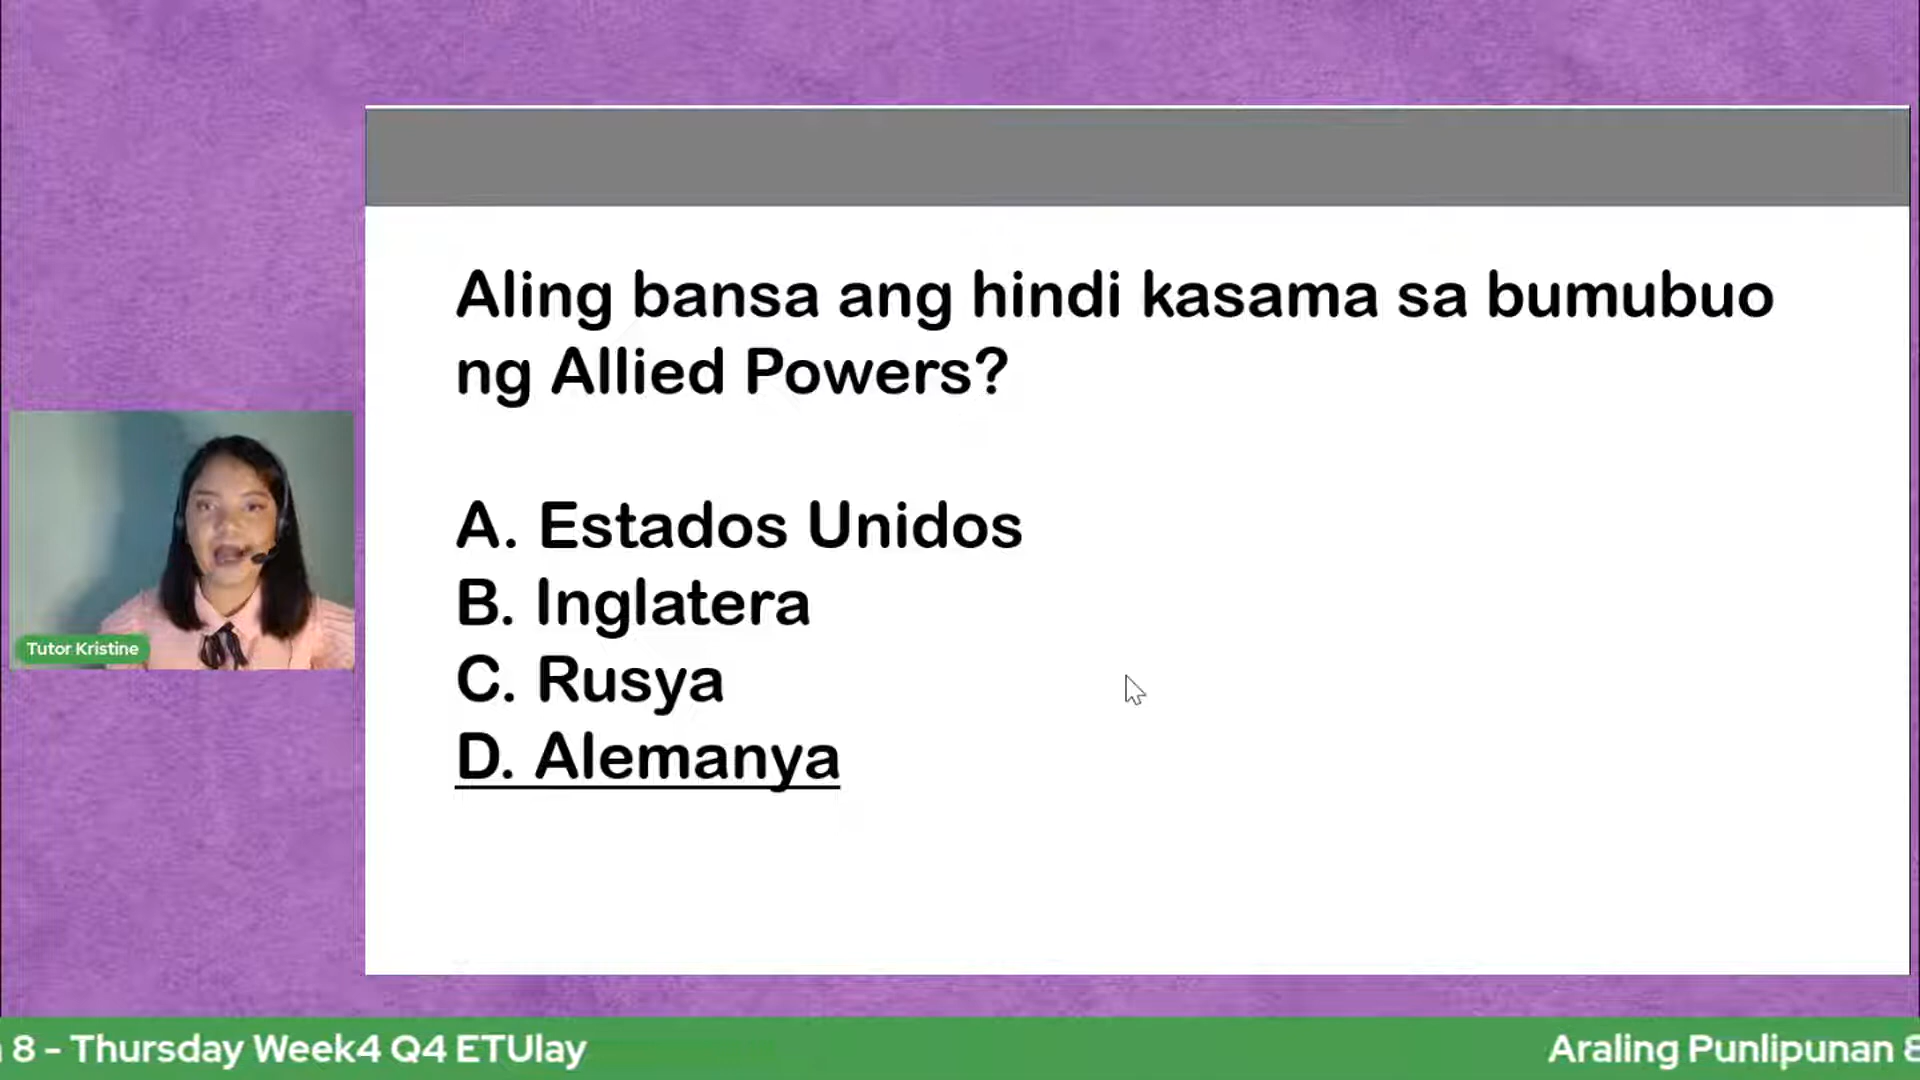 Aling bansa ang hindi kasama sa bumubuo
ng Allied Powers?
A. Estados Unidos
B. Inglatera
C. Rusya
D. Alemanya
Tutor Kristine
8 - Thursday Week4 Q4 ETUlay
Araling Punlipunan 8